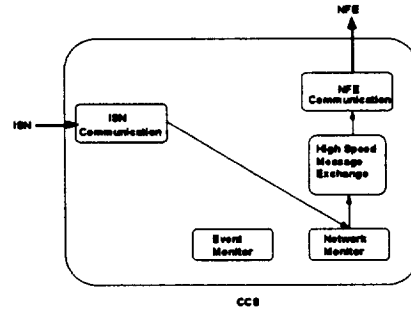 NFE
NFE
Communication
ISN
ISN
Communication
High Speed
Message
Exchange
Event
Monitor
Network
Monitor
CCS